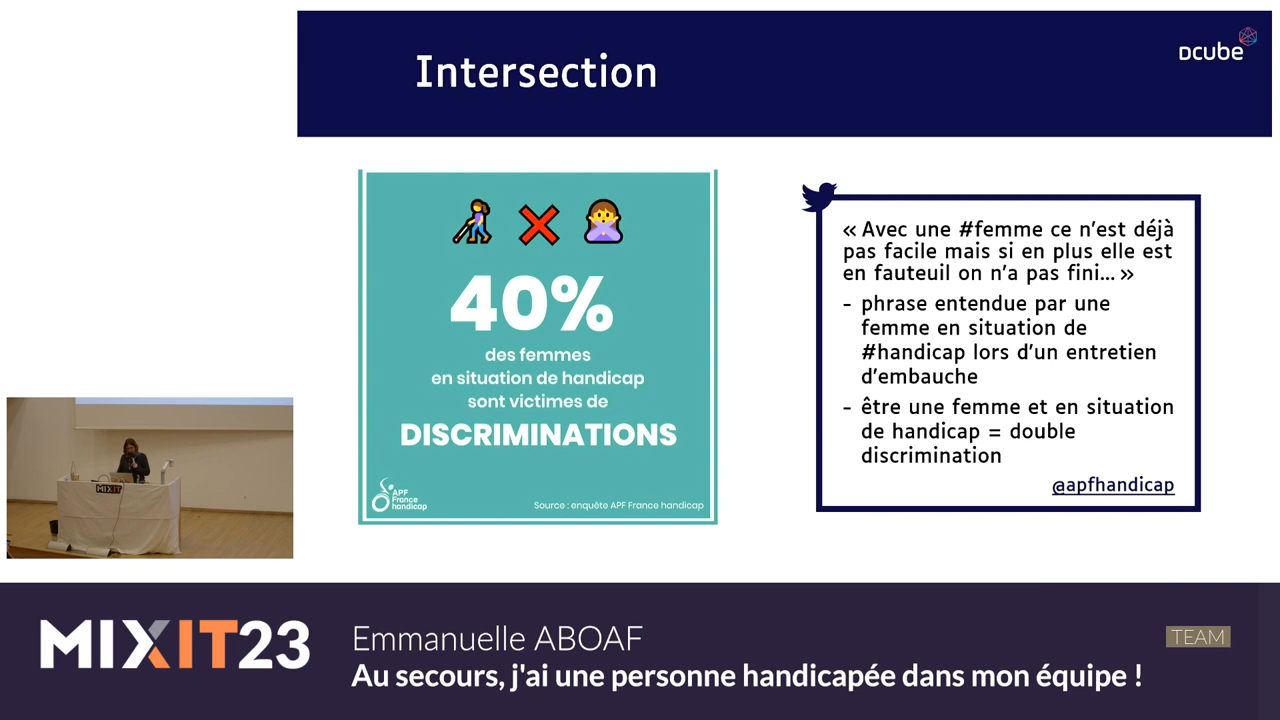 Intersection
Dcube
40%
des femmes
en situation de handicap
sont victimes de
DISCRIMINATIONS
APF
France
handicap
Source : enquête APF France handicap
« Avec une #femme ce n'est déjà
pas facile mais si en plus elle est
en fauteuil on n'a pas fini... »
- phrase entendue par une
femme en situation de
#handicap lors d'un entretien
d'embauche
- être une femme et en situation
de handicap = double
discrimination
@apfhandicap
MIXIT
MIXIT23
Emmanuelle ABOAF
TEAM
Au secours, j'ai une personne handicapée dans mon équipe !